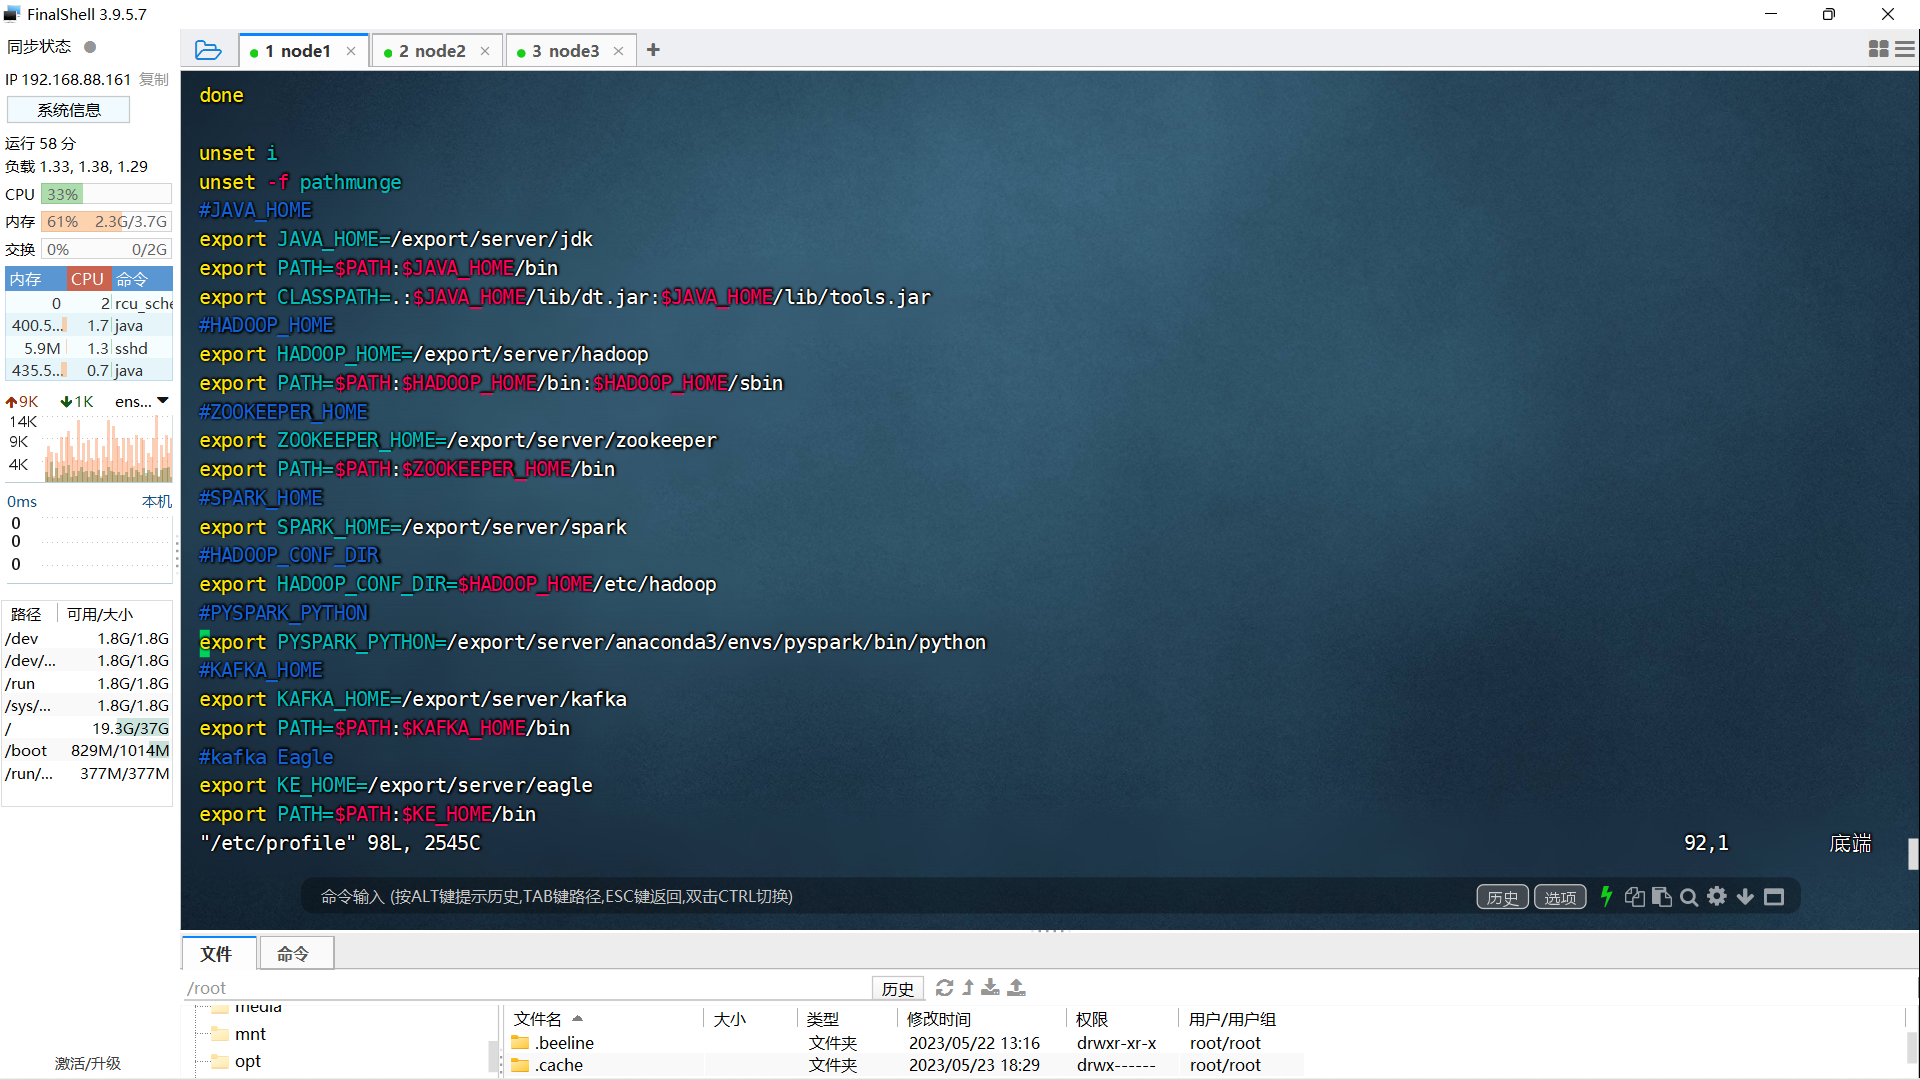 FinalShell 3.9.5.7
同步状态
IP 192.168.88.161 复制
系统信息
运行 58 分
负载 1.33, 1.38, 1.29
CPU 33%
内存 61% 2.3G/3.7G
交换 0% 0/2G
内存 CPU 命令
0 2 rcu_sche
400.5... 1.7 java
5.9M 1.3 sshd
435.5... 0.7 java
9K 1K ens...
14K
9K
4K
0ms 本机
0
0
0
路径 可用/大小
/dev 1.8G/1.8G
/dev/... 1.8G/1.8G
/run 1.8G/1.8G
/sys/... 1.8G/1.8G
/ 19.3G/37G
/boot 829M/1014M
/run/... 377M/377M
激活/升级
1 node1
2 node2
3 node3
done
unset i
unset -f pathmunge
#JAVA_HOME
export JAVA_HOME=/export/server/jdk
export PATH=$PATH:$JAVA_HOME/bin
export CLASSPATH=.:$JAVA_HOME/lib/dt.jar:$JAVA_HOME/lib/tools.jar
#HADOOP_HOME
export HADOOP_HOME=/export/server/hadoop
export PATH=$PATH:$HADOOP_HOME/bin:$HADOOP_HOME/sbin
#ZOOKEEPER_HOME
export ZOOKEEPER_HOME=/export/server/zookeeper
export PATH=$PATH:$ZOOKEEPER_HOME/bin
#SPARK_HOME
export SPARK_HOME=/export/server/spark
#HADOOP_CONF_DIR
export HADOOP_CONF_DIR=$HADOOP_HOME/etc/hadoop
#PYSPARK_PYTHON
export PYSPARK_PYTHON=/export/server/anaconda3/envs/pyspark/bin/python
#KAFKA_HOME
export KAFKA_HOME=/export/server/kafka
export PATH=$PATH:$KAFKA_HOME/bin
#kafka Eagle
export KE_HOME=/export/server/eagle
export PATH=$PATH:$KE_HOME/bin
"/etc/profile" 98L, 2545C 92,1 底端
命令输入 (按ALT键提示历史,TAB键路径,ESC键返回,双击CTRL切换) 历史 选项
文件 命令
/root 历史
media
mnt
opt
文件名 大小 类型 修改时间 权限 用户/用户组
.beeline 文件夹 2023/05/22 13:16 drwxr-xr-x root/root
.cache 文件夹 2023/05/23 18:29 drwx------ root/root